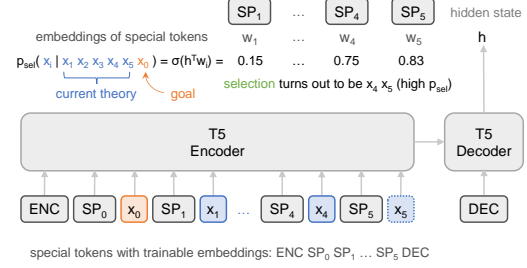 SP1 … SP4 SP5 hidden state
embeddings of special tokens w1 … w4 w5 h
psel( xi | x1 x2 x3 x4 x5 x0 ) = σ(hᵀwi) = 0.15 … 0.75 0.83
current theory goal selection turns out to be x4 x5 (high psel)
T5 Encoder
T5 Decoder
ENC SP0 x0 SP1 x1 … SP4 x4 SP5 x5 DEC
special tokens with trainable embeddings: ENC SP0 SP1 … SP5 DEC